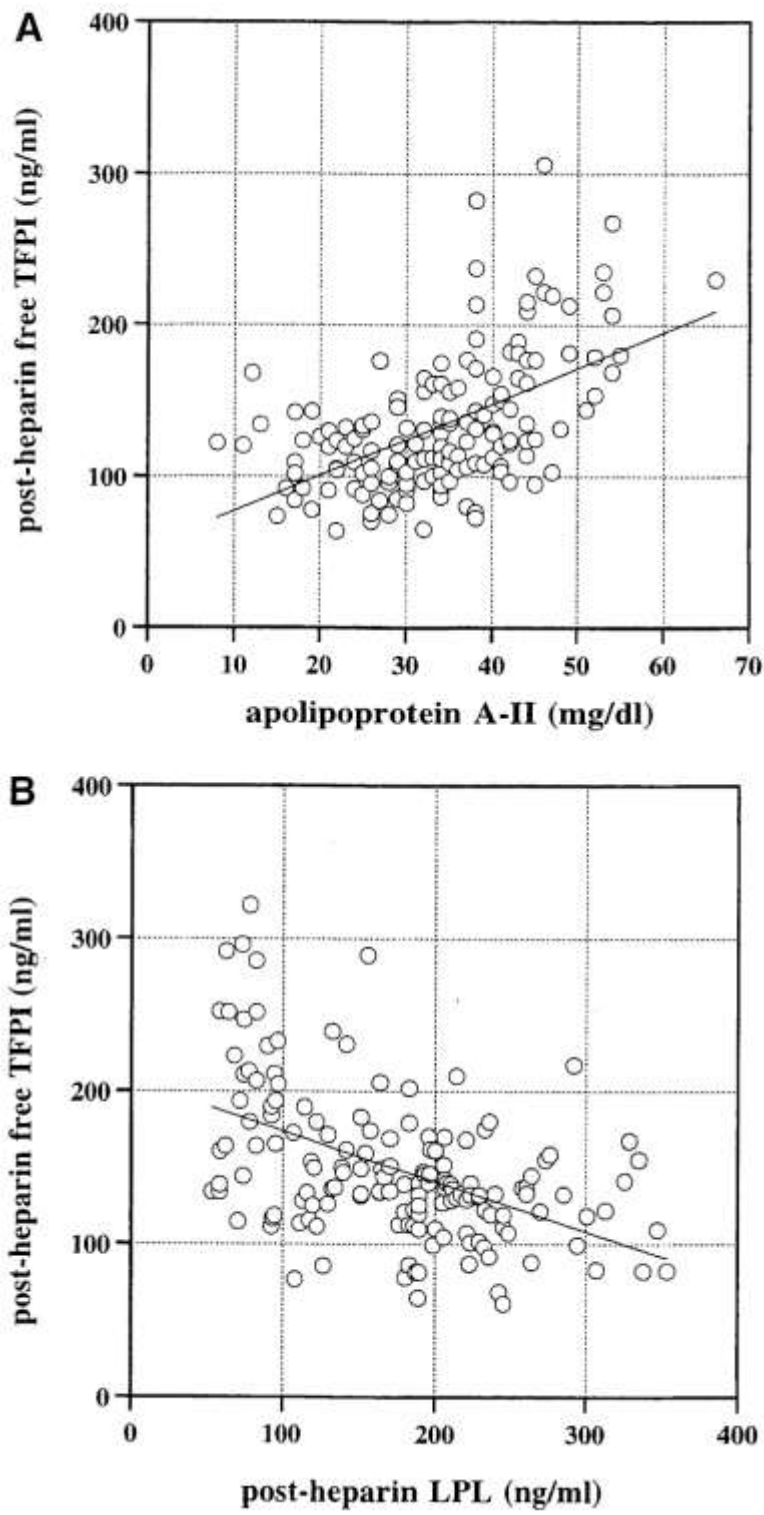 A
400
300
200
100
0
post-heparin free TFPI (ng/ml)
0 10 20 30 40 50 60 70
apolipoprotein A-II (mg/dl)
B
400
300
200
100
0
post-heparin free TFPI (ng/ml)
0 100 200 300 400
post-heparin LPL (ng/ml)